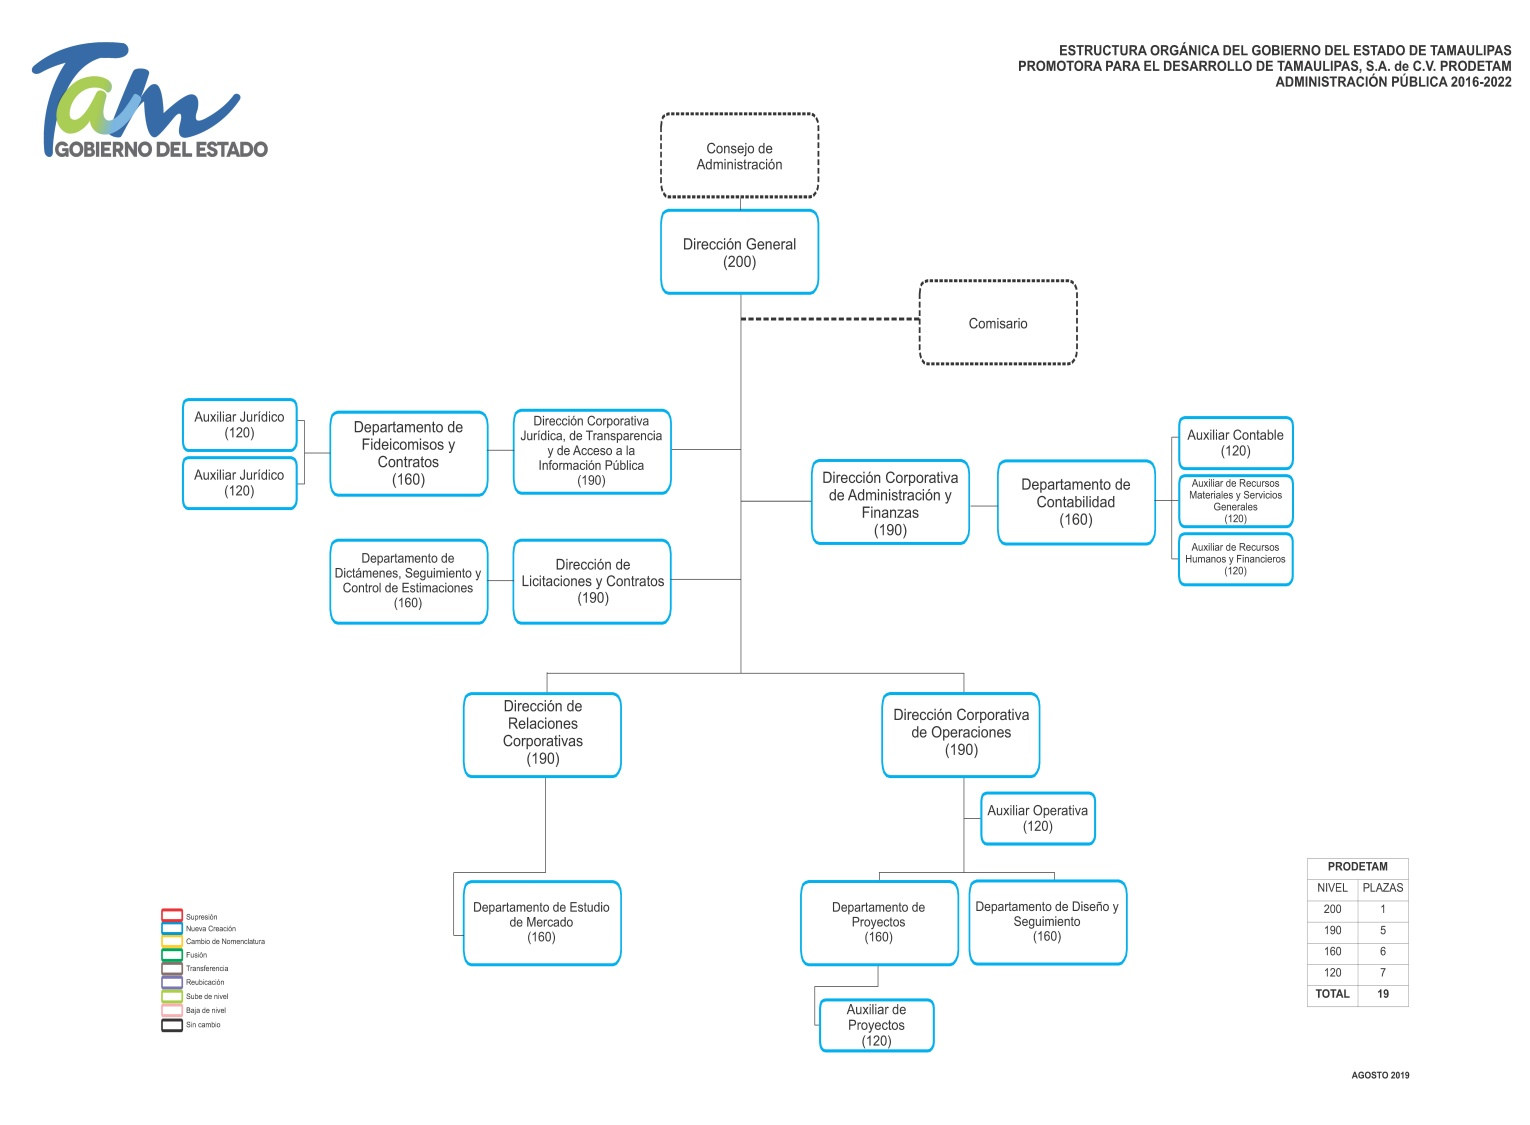 Tam
GOBIERNO DEL ESTADO
ESTRUCTURA ORGÁNICA DEL GOBIERNO DEL ESTADO DE TAMAULIPAS
PROMOTORA PARA EL DESARROLLO DE TAMAULIPAS, S.A. de C.V. PRODETAM
ADMINISTRACIÓN PÚBLICA 2016-2022
Consejo de
Administración
Dirección General
(200)
Comisario
Auxiliar Jurídico
(120)
Auxiliar Jurídico
(120)
Departamento de
Fideicomisos y
Contratos
(160)
Dirección Corporativa
Jurídica, de Transparencia
y de Acceso a la
Información Pública
(190)
Dirección Corporativa
de Administración y
Finanzas
(190)
Departamento de
Contabilidad
(160)
Auxiliar Contable
(120)
Auxiliar de Recursos
Materiales y Servicios
Generales
(120)
Auxiliar de Recursos
Humanos y Financieros
(120)
Departamento de
Dictámenes, Seguimiento y
Control de Estimaciones
(160)
Dirección de
Licitaciones y Contratos
(190)
Dirección de
Relaciones
Corporativas
(190)
Dirección Corporativa
de Operaciones
(190)
Auxiliar Operativa
(120)
Departamento de Estudio
de Mercado
(160)
Departamento de
Proyectos
(160)
Departamento de Diseño y
Seguimiento
(160)
Auxiliar de
Proyectos
(120)
Supresión
Nueva Creación
Cambio de Nomenclatura
Fusión
Transferencia
Reubicación
Sube de nivel
Baja de nivel
Sin cambio
PRODETAM
NIVEL PLAZAS
200 1
190 5
160 6
120 7
TOTAL 19
AGOSTO 2019